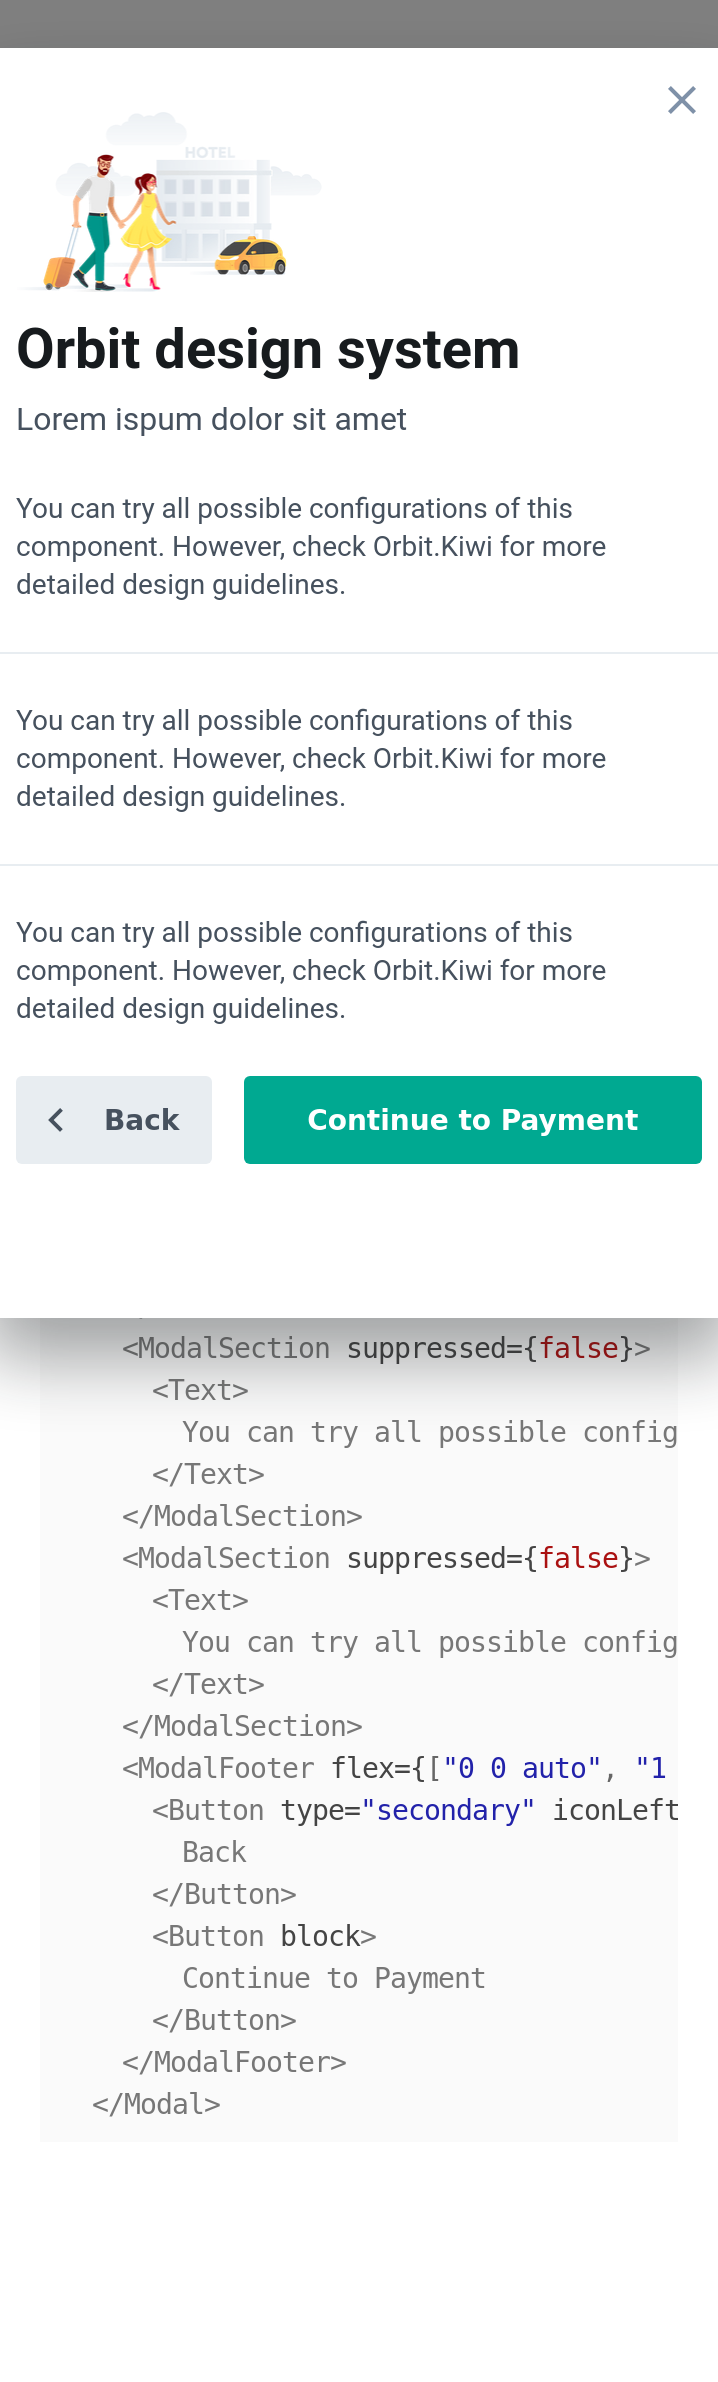 HOTEL
Orbit design system
Lorem ispum dolor sit amet
You can try all possible configurations of this
component. However, check Orbit.Kiwi for more
detailed design guidelines.
You can try all possible configurations of this
component. However, check Orbit.Kiwi for more
detailed design guidelines.
You can try all possible configurations of this
component. However, check Orbit.Kiwi for more
detailed design guidelines.
Back
Continue to Payment
<ModalSection suppressed={false}>
<Text>
You can try all possible config
</Text>
</ModalSection>
<ModalSection suppressed={false}>
<Text>
You can try all possible config
</Text>
</ModalSection>
<ModalFooter flex={["0 0 auto", "1
<Button type="secondary" iconLeft
Back
</Button>
<Button block>
Continue to Payment
</Button>
</ModalFooter>
</Modal>